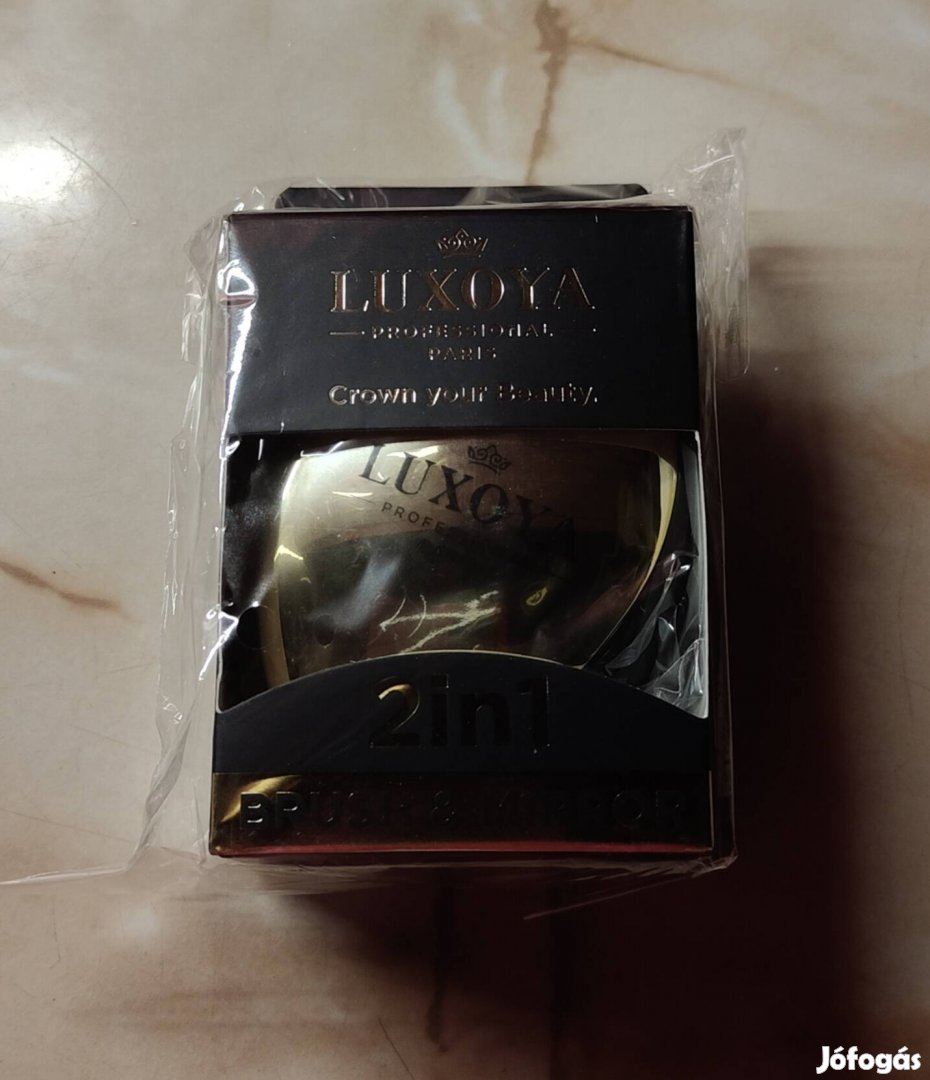 LUXOYA
PROFESSIONAL
PARIS
Crown your Beauty.
LUXOYA
2in1
BRUSH & MIRROR
Jófogás